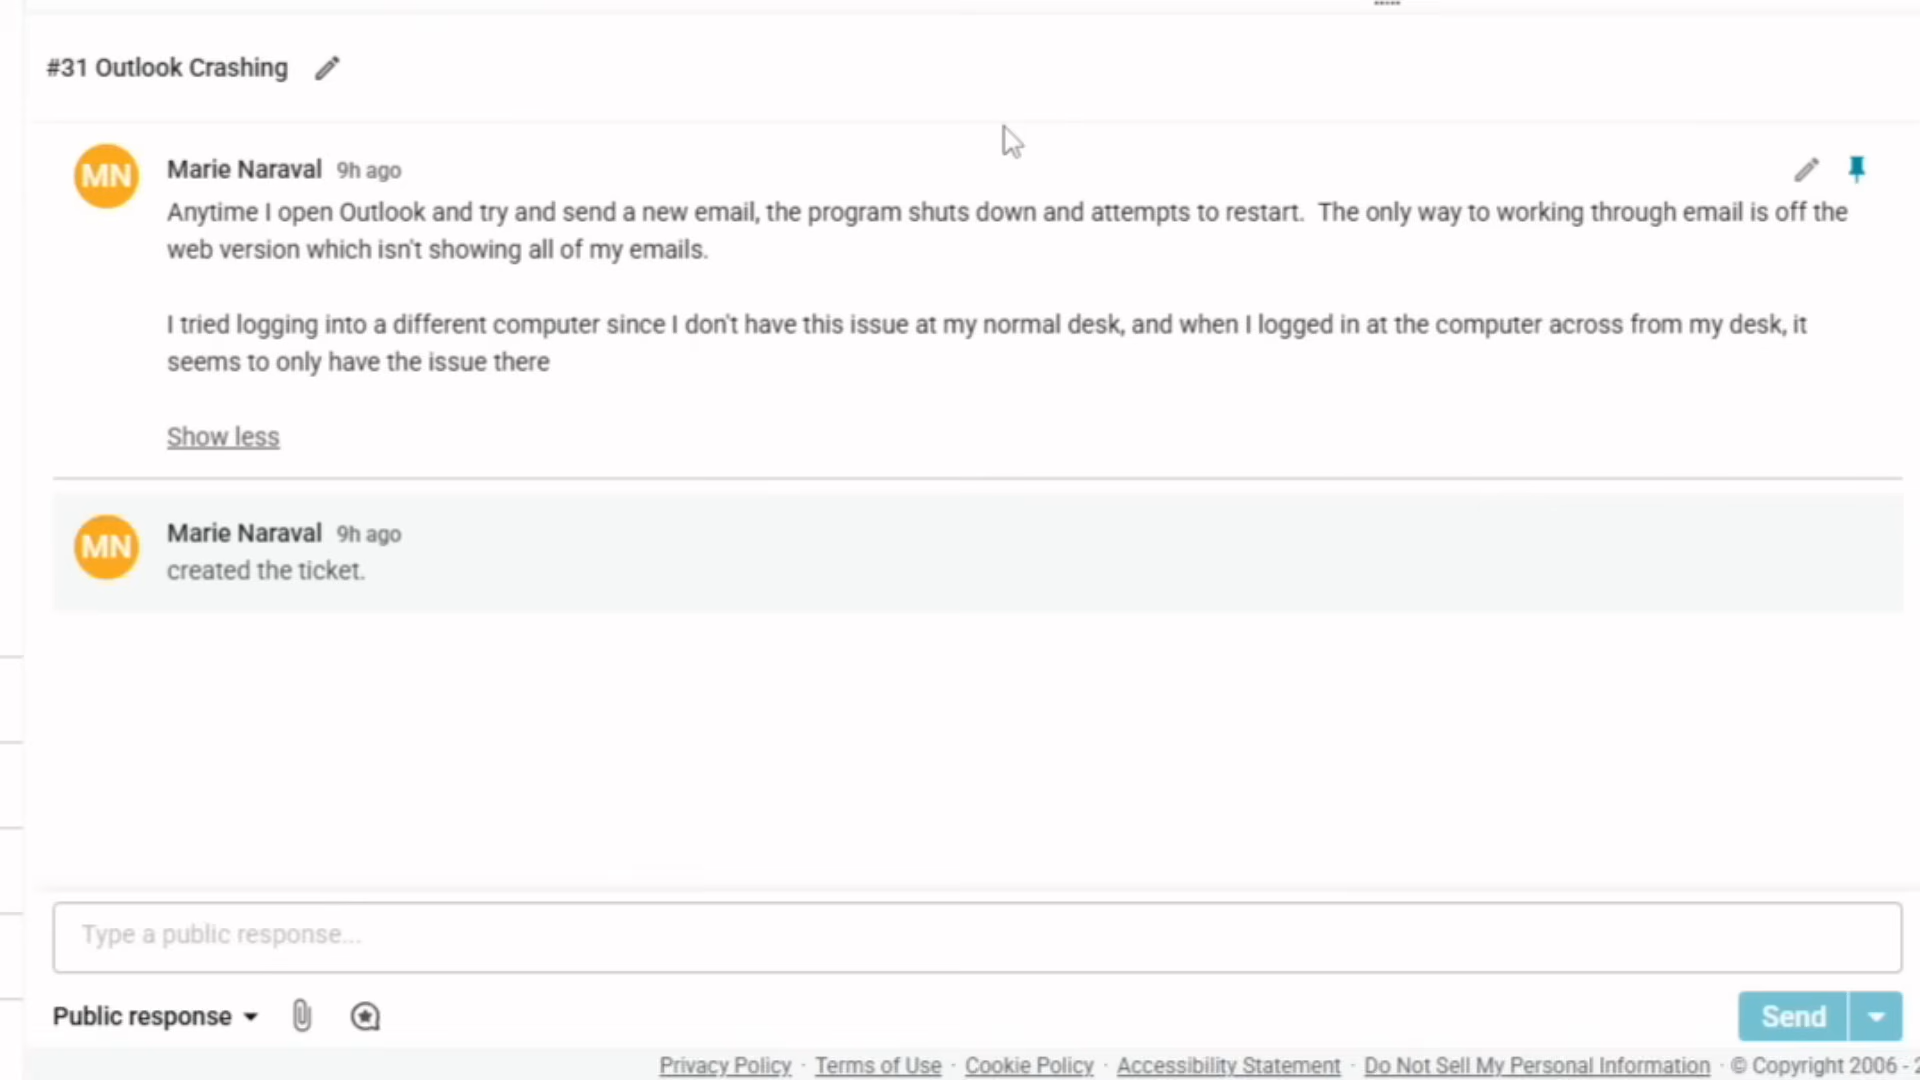 #31 Outlook Crashing
MN
Marie Naraval 9h ago
Anytime I open Outlook and try and send a new email, the program shuts down and attempts to restart. The only way to working through email is off the
web version which isn't showing all of my emails.
I tried logging into a different computer since I don't have this issue at my normal desk, and when I logged in at the computer across from my desk, it
seems to only have the issue there
Show less
MN
Marie Naraval 9h ago
created the ticket.
Type a public response...
Public response
Send
Privacy Policy · Terms of Use · Cookie Policy · Accessibility Statement · Do Not Sell My Personal Information · © Copyright 2006 -